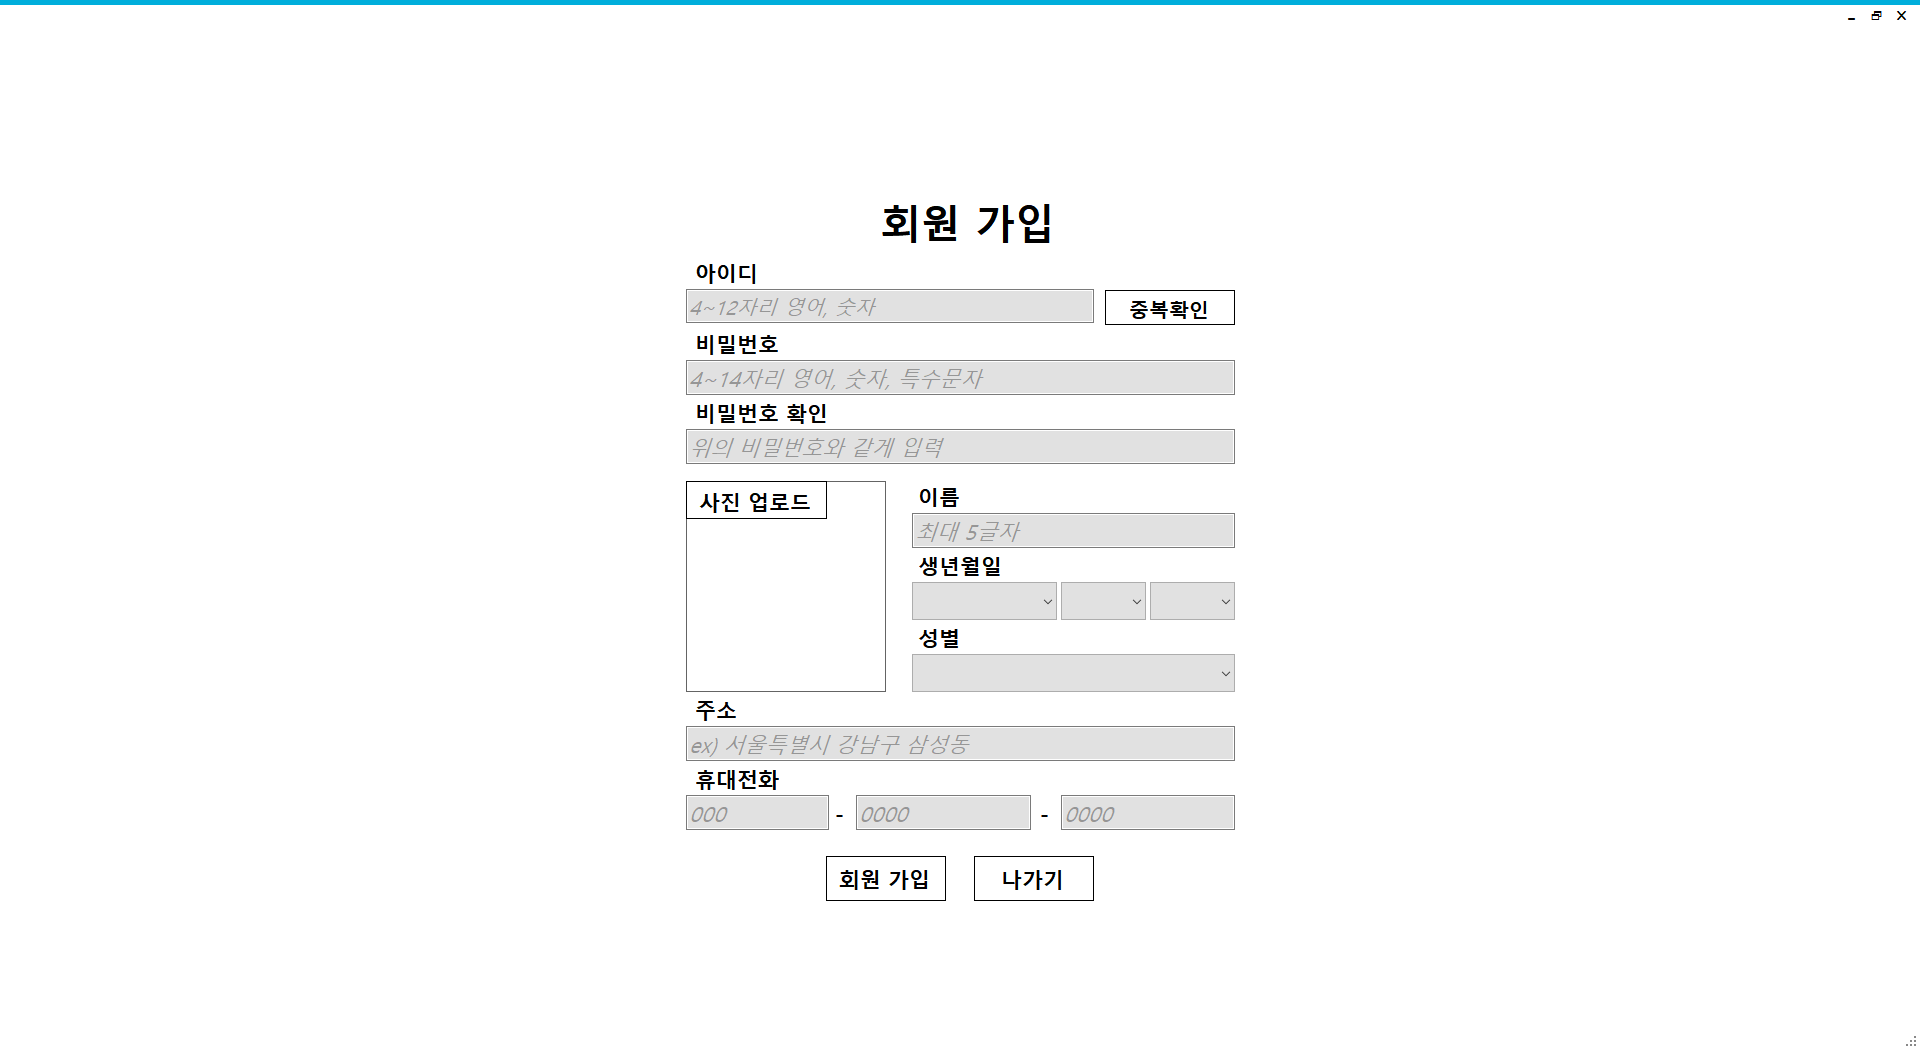 회원 가입
아이디
4~12자리 영어, 숫자
중복확인
비밀번호
4~14자리 영어, 숫자, 특수문자
비밀번호 확인
위의 비밀번호와 같게 입력
사진 업로드
이름
최대 5글자
생년월일
성별
주소
ex) 서울특별시 강남구 삼성동
휴대전화
000 - 0000 - 0000
회원 가입 나가기